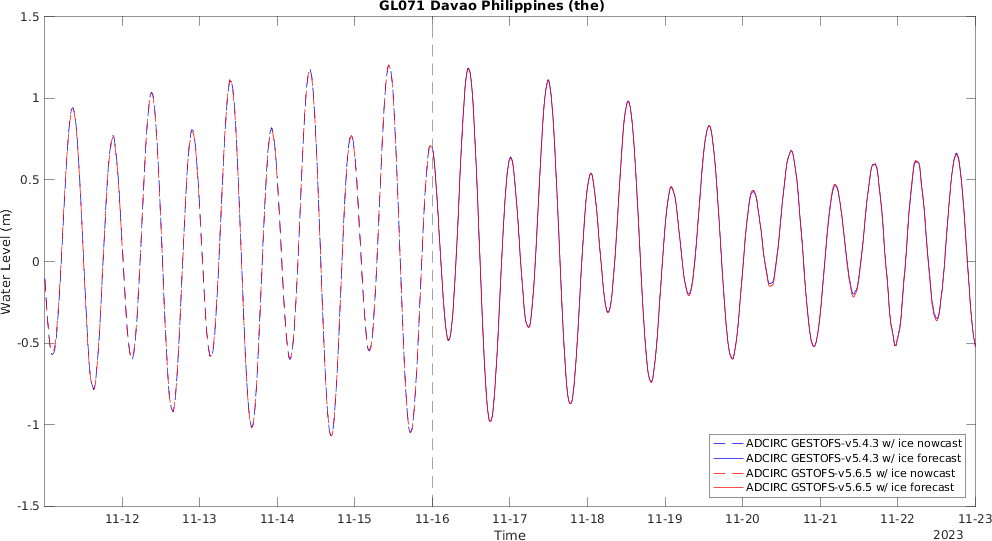 GL071 Davao Philippines (the)
1.5
1
0.5
0
-0.5
-1
-1.5
Water Level (m)
11-12 11-13 11-14 11-15 11-16 11-17 11-18 11-19 11-20 11-21 11-22 11-23
Time
2023
ADCIRC GESTOFS-v5.4.3 w/ ice nowcast
ADCIRC GESTOFS-v5.4.3 w/ ice forecast
ADCIRC GSTOFS-v5.6.5 w/ ice nowcast
ADCIRC GSTOFS-v5.6.5 w/ ice forecast